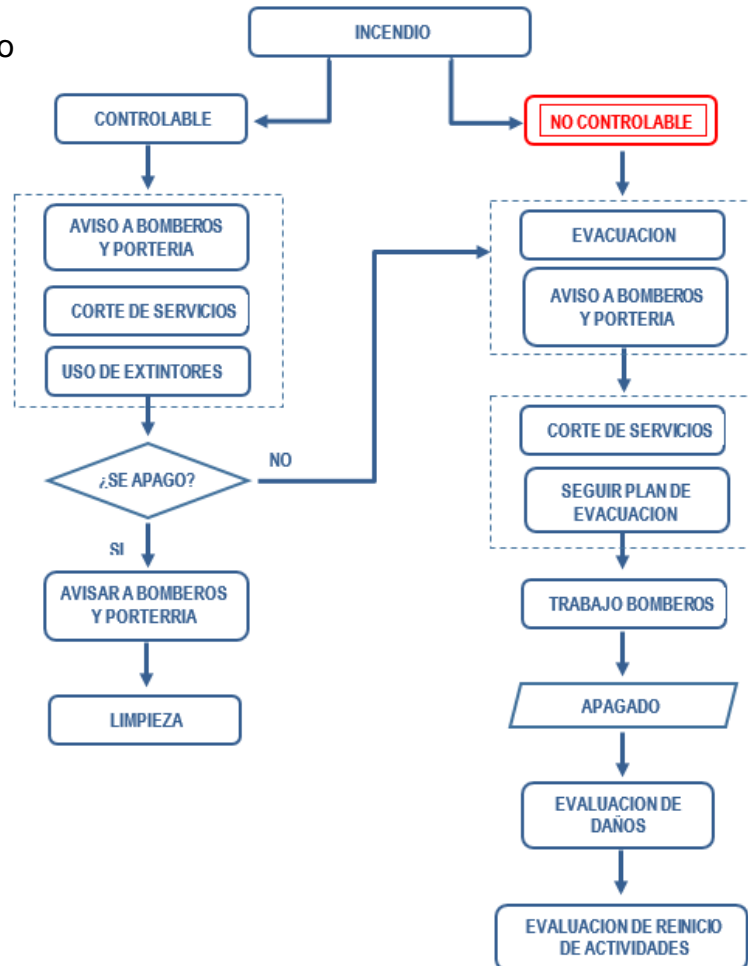 o
INCENDIO
CONTROLABLE
NO CONTROLABLE
AVISO A BOMBEROS
Y PORTERIA
CORTE DE SERVICIOS
USO DE EXTINTORES
¿SE APAGO?
NO
SI
AVISAR A BOMBEROS
Y PORTERRIA
LIMPIEZA
EVACUACION
AVISO A BOMBEROS
Y PORTERIA
CORTE DE SERVICIOS
SEGUIR PLAN DE
EVACUACION
TRABAJO BOMBEROS
APAGADO
EVALUACION DE
DAÑOS
EVALUACION DE REINICIO
DE ACTIVIDADES